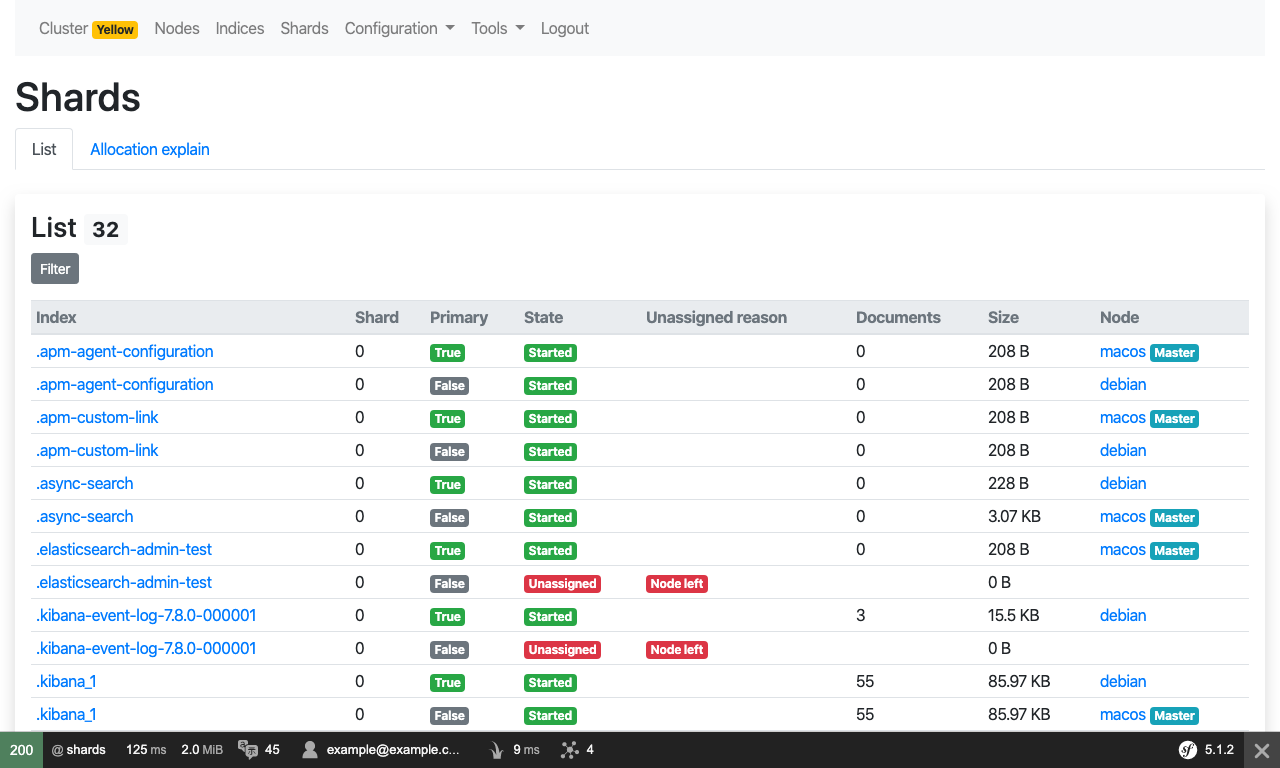 Cluster Yellow Nodes Indices Shards Configuration Tools Logout
Shards
List Allocation explain
List 32
Filter
Index Shard Primary State Unassigned reason Documents Size Node
.apm-agent-configuration 0 True Started 0 208 B macos Master
.apm-agent-configuration 0 False Started 0 208 B debian
.apm-custom-link 0 True Started 0 208 B macos Master
.apm-custom-link 0 False Started 0 208 B debian
.async-search 0 True Started 0 228 B debian
.async-search 0 False Started 0 3.07 KB macos Master
.elasticsearch-admin-test 0 True Started 0 208 B macos Master
.elasticsearch-admin-test 0 False Unassigned Node left 0 B
.kibana-event-log-7.8.0-000001 0 True Started 3 15.5 KB debian
.kibana-event-log-7.8.0-000001 0 False Unassigned Node left 0 B
.kibana_1 0 True Started 55 85.97 KB debian
.kibana_1 0 False Started 55 85.97 KB macos Master
200 @ shards 125 ms 2.0 MiB 45 example@example.c... 9 ms 4 5.1.2